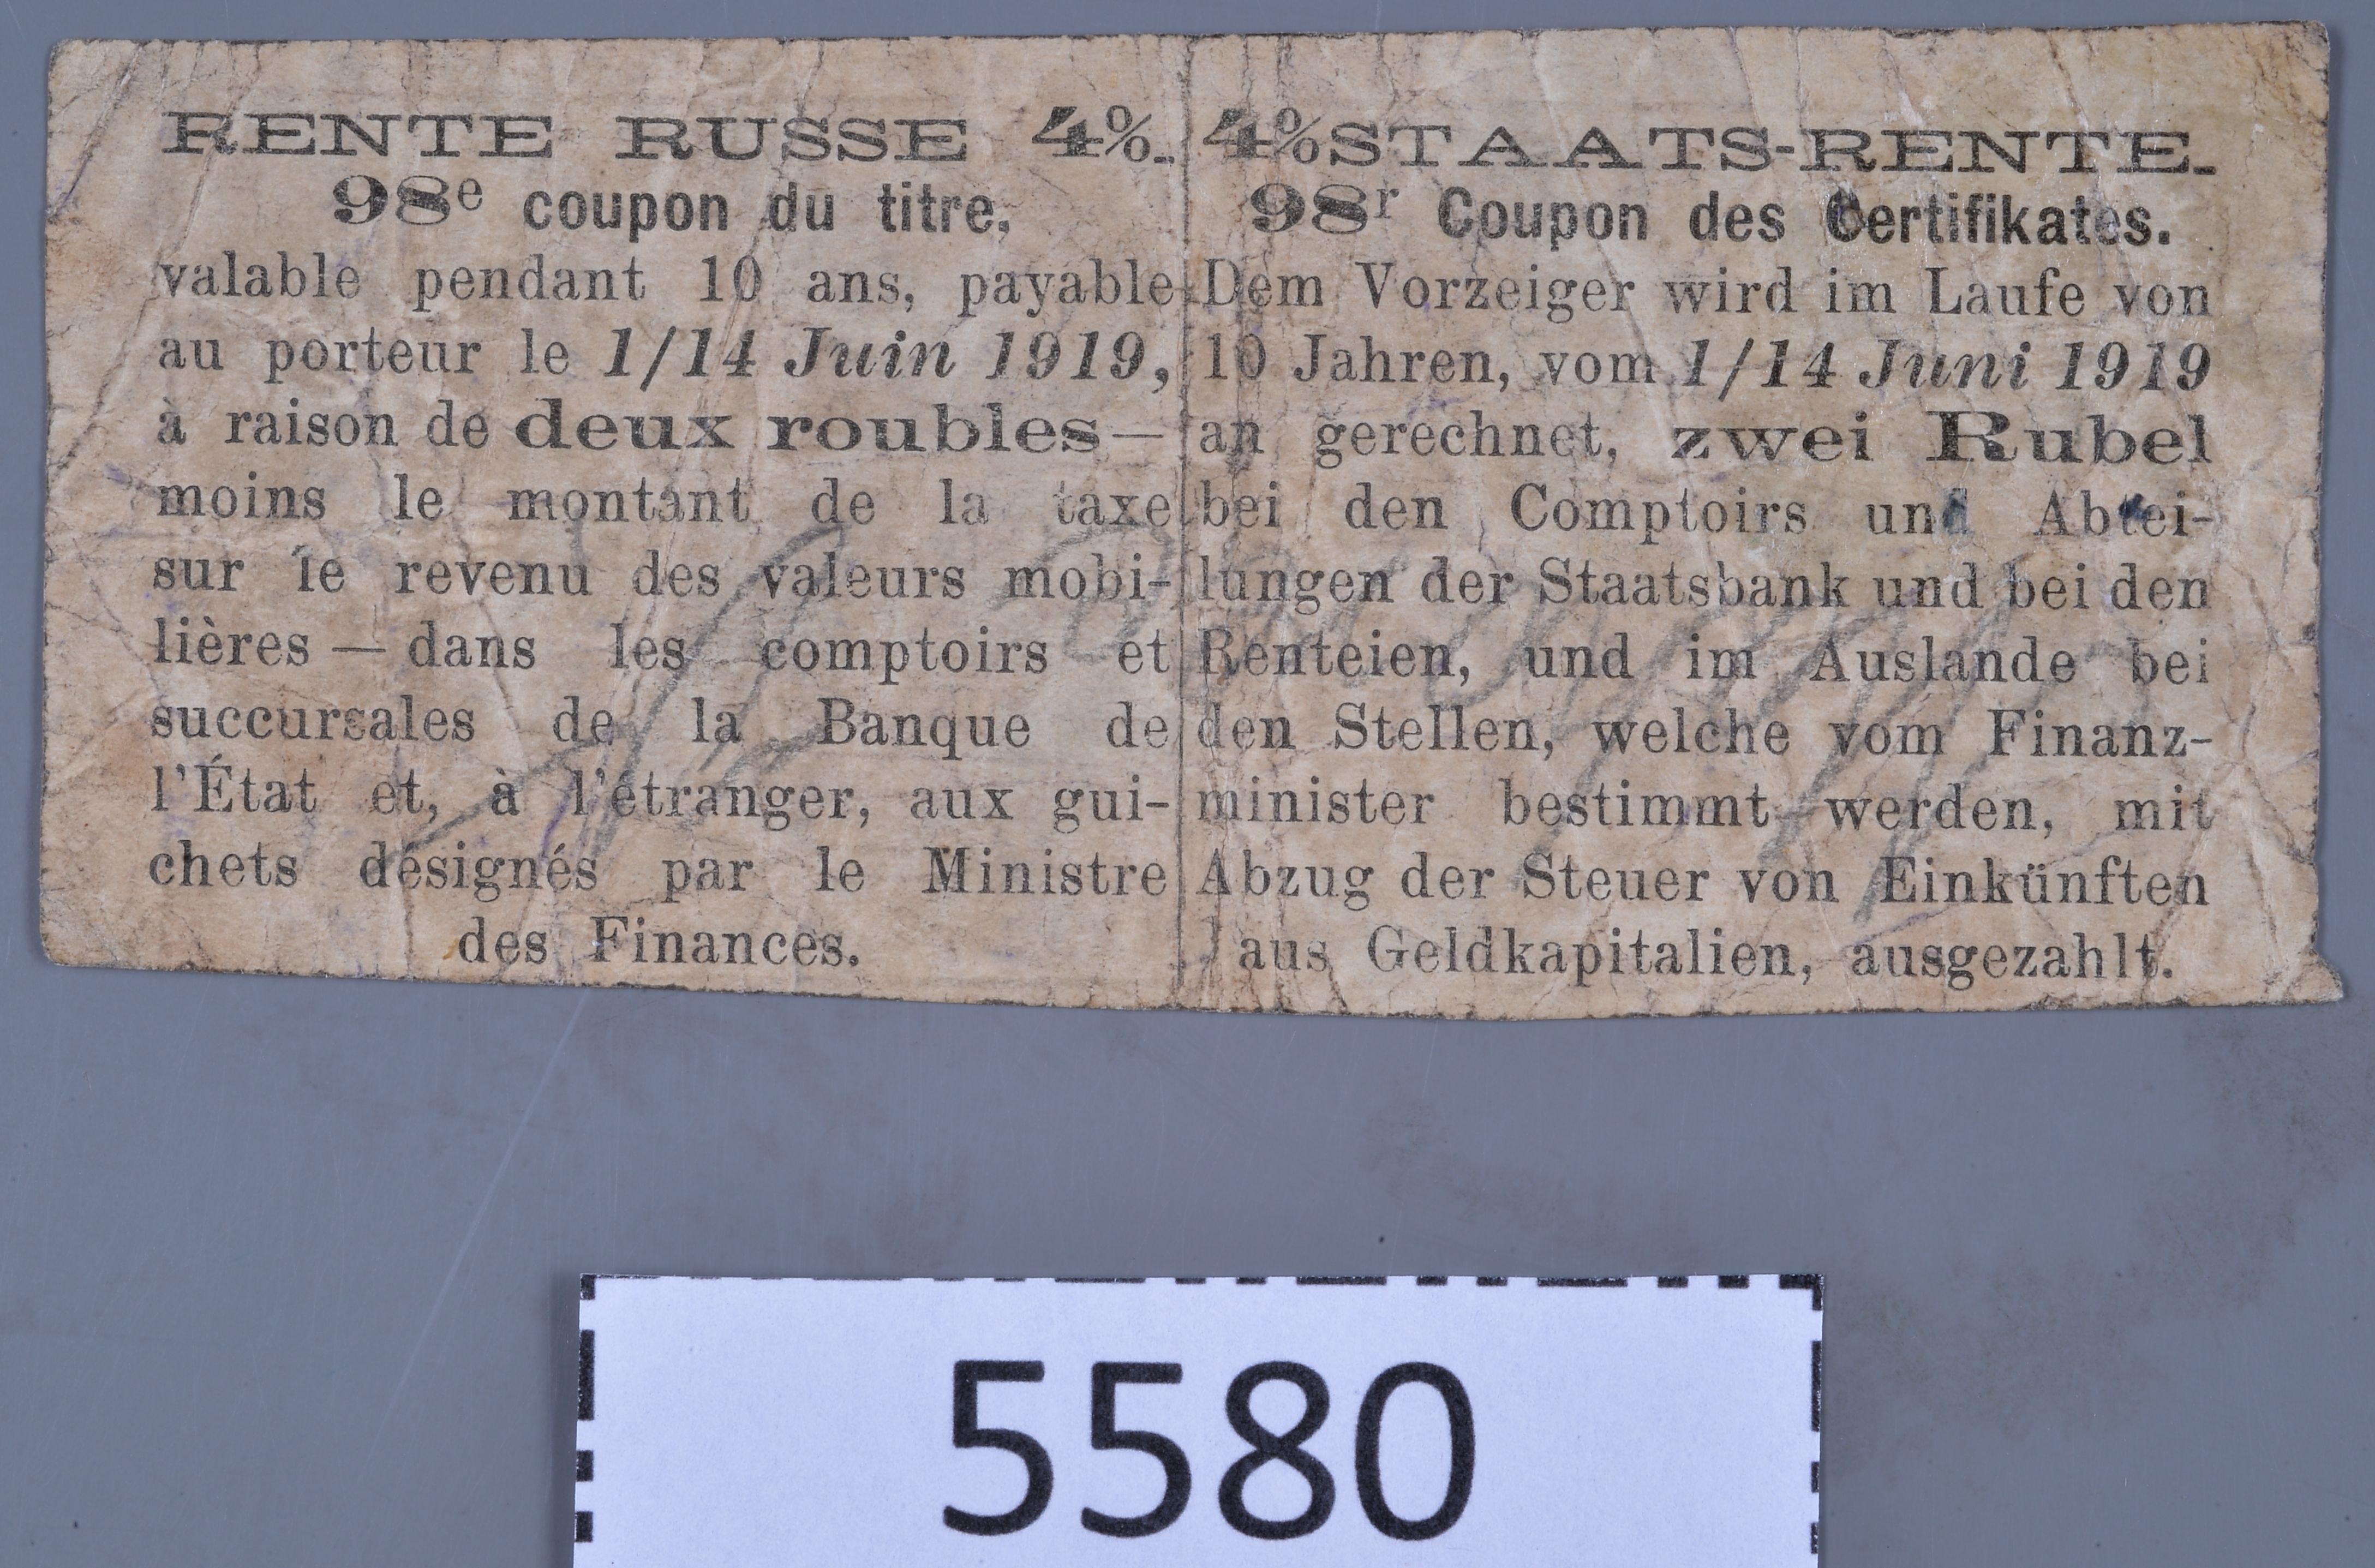 RENTE RUSSE 4%.
98e coupon du titre,
valable pendant 10 ans, payable
au porteur le 1/14 Juin 1919,
à raison de deux roubles —
moins le montant de la taxe
sur le revenu des valeurs mobi-
lières — dans les comptoirs et
succursales de la Banque de
l'État et, à l'étranger, aux gui-
chets désignés par le Ministre
des Finances.
4% STAATS-RENTE.
98r Coupon des Certifikates.
Dem Vorzeiger wird im Laufe von
10 Jahren, vom 1/14 Juni 1919
an gerechnet, zwei Rubel
bei den Comptoirs und Abtei-
lungen der Staatsbank und bei den
Renteien, und im Auslande bei
den Stellen, welche vom Finanz-
minister bestimmt werden, mit
Abzug der Steuer von Einkünften
aus Geldkapitalien, ausgezahlt.
5580